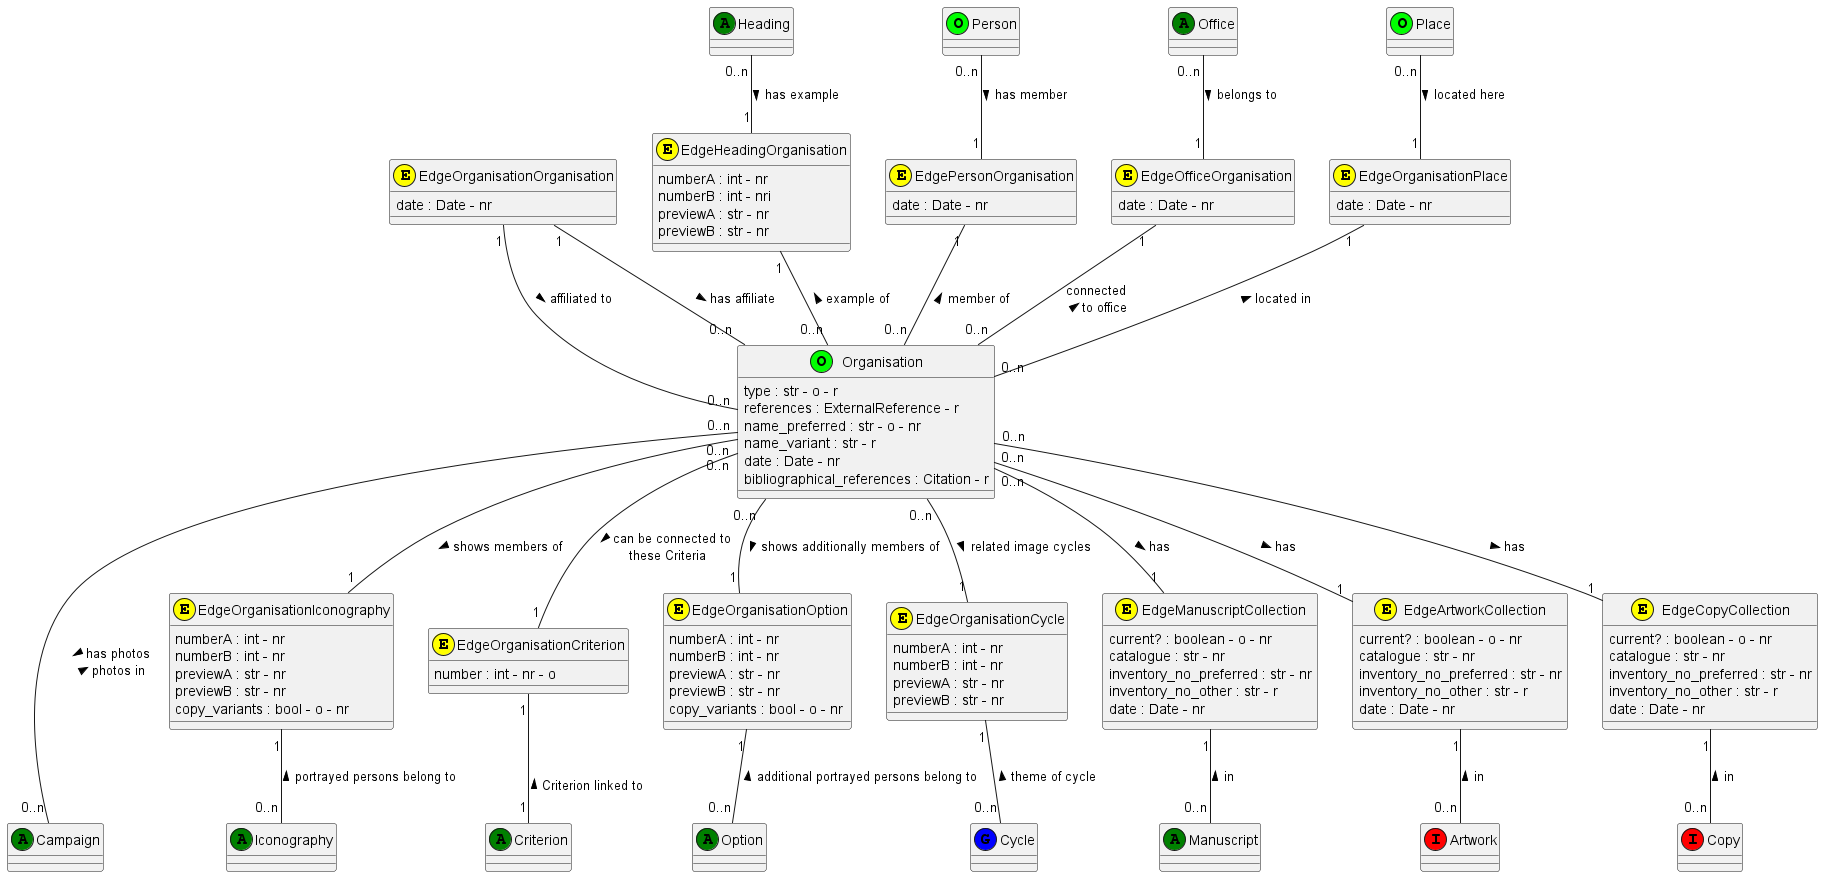 A Heading
O Person
A Office
O Place
0..n
0..n
0..n
0..n
has example
has member
belongs to
located here
1
1
1
1
E EdgeOrganisationOrganisation
date : Date - nr
E EdgeHeadingOrganisation
numberA : int - nr
numberB : int - nri
previewA : str - nr
previewB : str - nr
E EdgePersonOrganisation
date : Date - nr
E EdgeOfficeOrganisation
date : Date - nr
E EdgeOrganisationPlace
date : Date - nr
1
1
1
1
1
1
affiliated to
has affiliate
example of
member of
connected
to office
located in
0..n
0..n
0..n
0..n
0..n
0..n
O Organisation
type : str - o - r
references : ExternalReference - r
name_preferred : str - o - nr
name_variant : str - r
date : Date - nr
bibliographical_references : Citation - r
0..n
0..n
0..n
0..n
0..n
0..n
0..n
0..n
has photos
photos in
shows members of
can be connected to
these Criteria
shows additionally members of
related image cycles
has
has
has
1
1
1
1
1
1
1
E EdgeOrganisationIconography
numberA : int - nr
numberB : int - nr
previewA : str - nr
previewB : str - nr
copy_variants : bool - o - nr
E EdgeOrganisationCriterion
number : int - nr - o
E EdgeOrganisationOption
numberA : int - nr
numberB : int - nr
previewA : str - nr
previewB : str - nr
copy_variants : bool - o - nr
E EdgeOrganisationCycle
numberA : int - nr
numberB : int - nr
previewA : str - nr
previewB : str - nr
E EdgeManuscriptCollection
current? : boolean - o - nr
catalogue : str - nr
inventory_no_preferred : str - nr
inventory_no_other : str - r
date : Date - nr
E EdgeArtworkCollection
current? : boolean - o - nr
catalogue : str - nr
inventory_no_preferred : str - nr
inventory_no_other : str - r
date : Date - nr
E EdgeCopyCollection
current? : boolean - o - nr
catalogue : str - nr
inventory_no_preferred : str - nr
inventory_no_other : str - r
date : Date - nr
1
1
1
1
1
1
1
portrayed persons belong to
Criterion linked to
additional portrayed persons belong to
theme of cycle
in
in
in
0..n
0..n
1
0..n
0..n
0..n
0..n
0..n
A Campaign
A Iconography
A Criterion
A Option
G Cycle
A Manuscript
I Artwork
I Copy